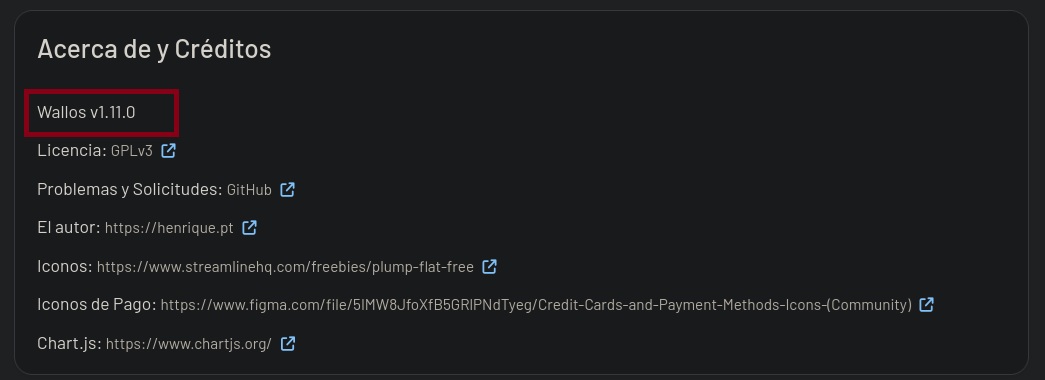 Acerca de y Créditos
Wallos v1.11.0
Licencia: GPLv3
Problemas y Solicitudes: GitHub
El autor: https://henrique.pt
Iconos: https://www.streamlinehq.com/freebies/plump-flat-free
Iconos de Pago: https://www.figma.com/file/5IMW8JfoXfB5GRlPNdTyeg/Credit-Cards-and-Payment-Methods-Icons-(Community)
Chart.js: https://www.chartjs.org/